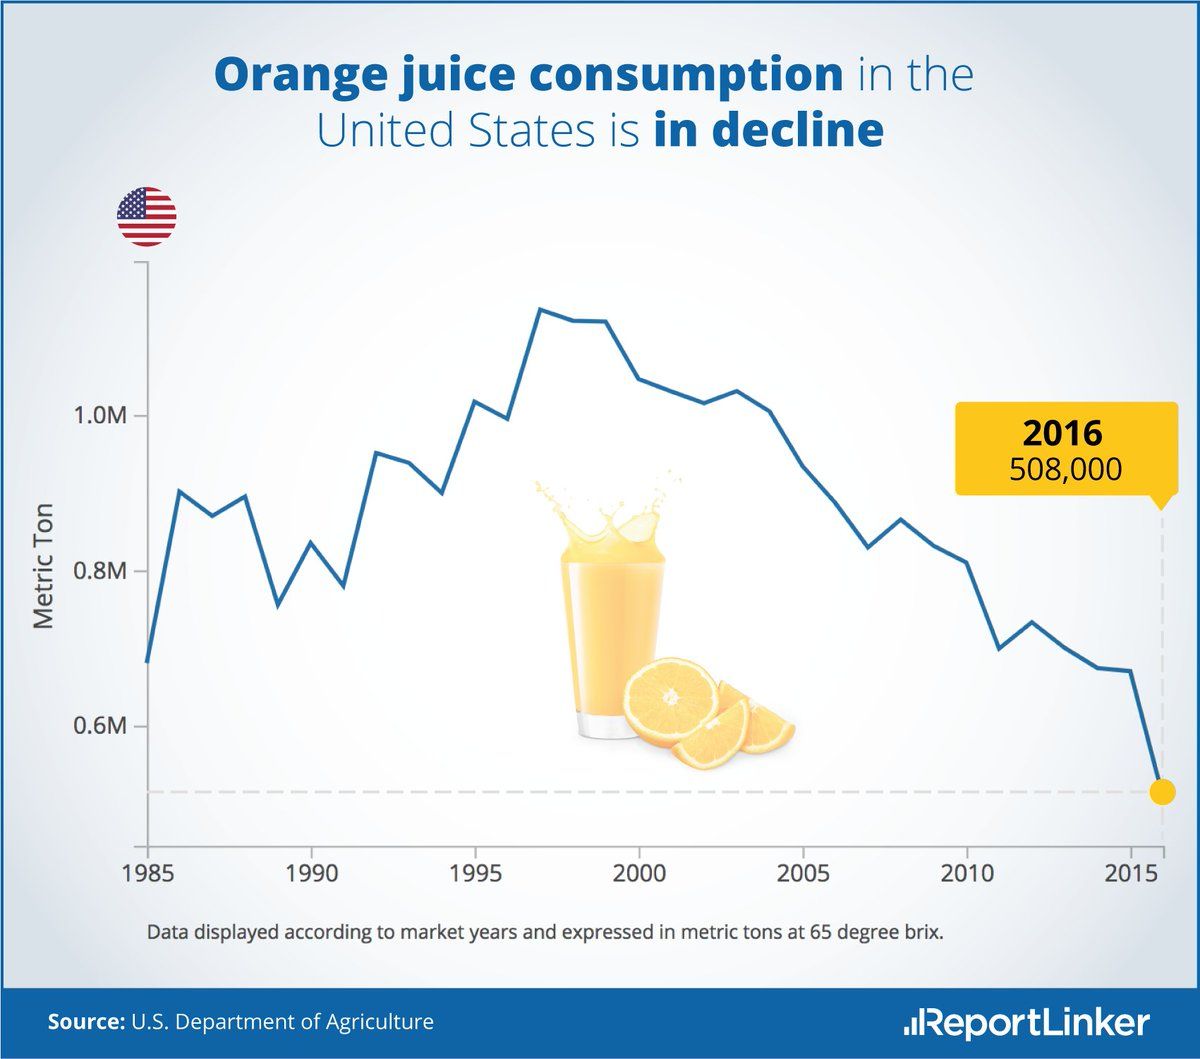 Orange juice consumption in the
United States is in decline
1.0M
0.8M
0.6M
Metric Ton
2016
508,000
1985 1990 1995 2000 2005 2010 2015
Data displayed according to market years and expressed in metric tons at 65 degree brix.
Source: U.S. Department of Agriculture
ReportLinker